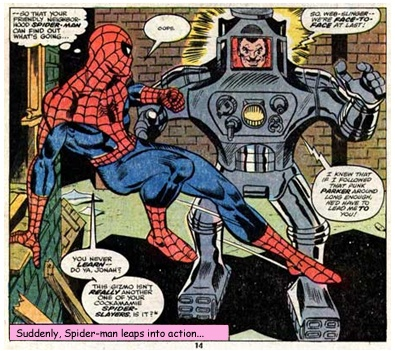 --SO THAT YOUR
FRIENDLY NEIGHBOR-
HOOD SPIDER-MAN
CAN FIND OUT
WHAT'S GOING...
OOPS.
SO, WEB-SLINGER--
WE'RE FACE-TO-
FACE AT LAST!
I KNEW THAT
IF I FOLLOWED
THAT PUNK
PARKER AROUND
LONG ENOUGH,
HE'D HAVE TO
LEAD ME TO
YOU!
YOU NEVER
LEARN--
DO YA, JONAH?
THIS GIZMO ISN'T
REALLY ANOTHER
ONE OF YOUR
COCKAMAMIE
SPIDER-
SLAYERS, IS IT?*
Suddenly, Spider-man leaps into action...
14